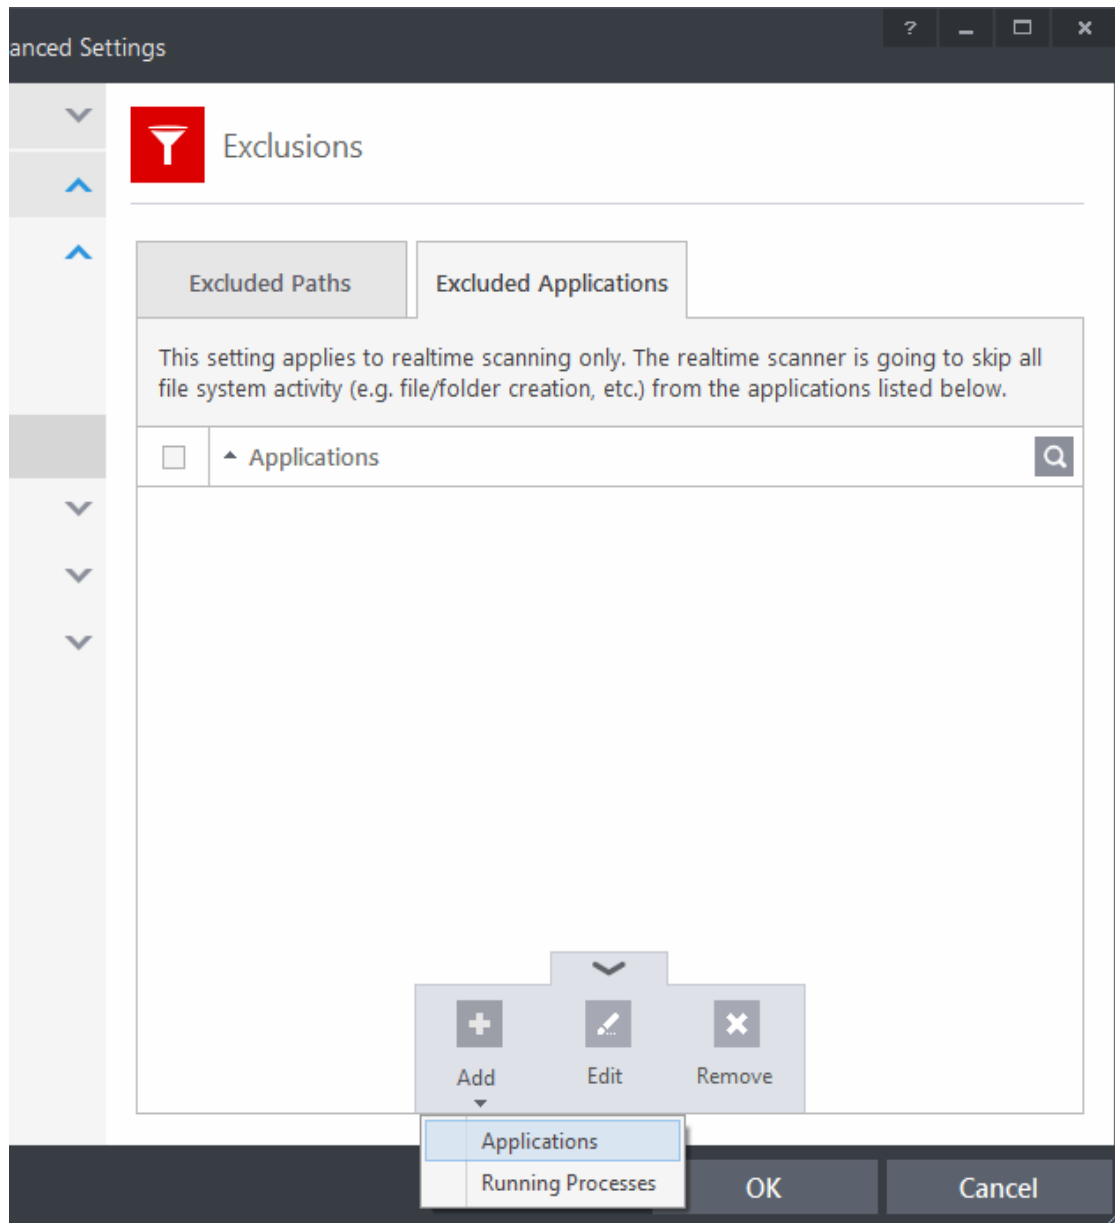 anced Settings
?
Exclusions
Excluded Paths
Excluded Applications
This setting applies to realtime scanning only. The realtime scanner is going to skip all
file system activity (e.g. file/folder creation, etc.) from the applications listed below.
Applications
Add
Edit
Remove
Applications
Running Processes
OK
Cancel